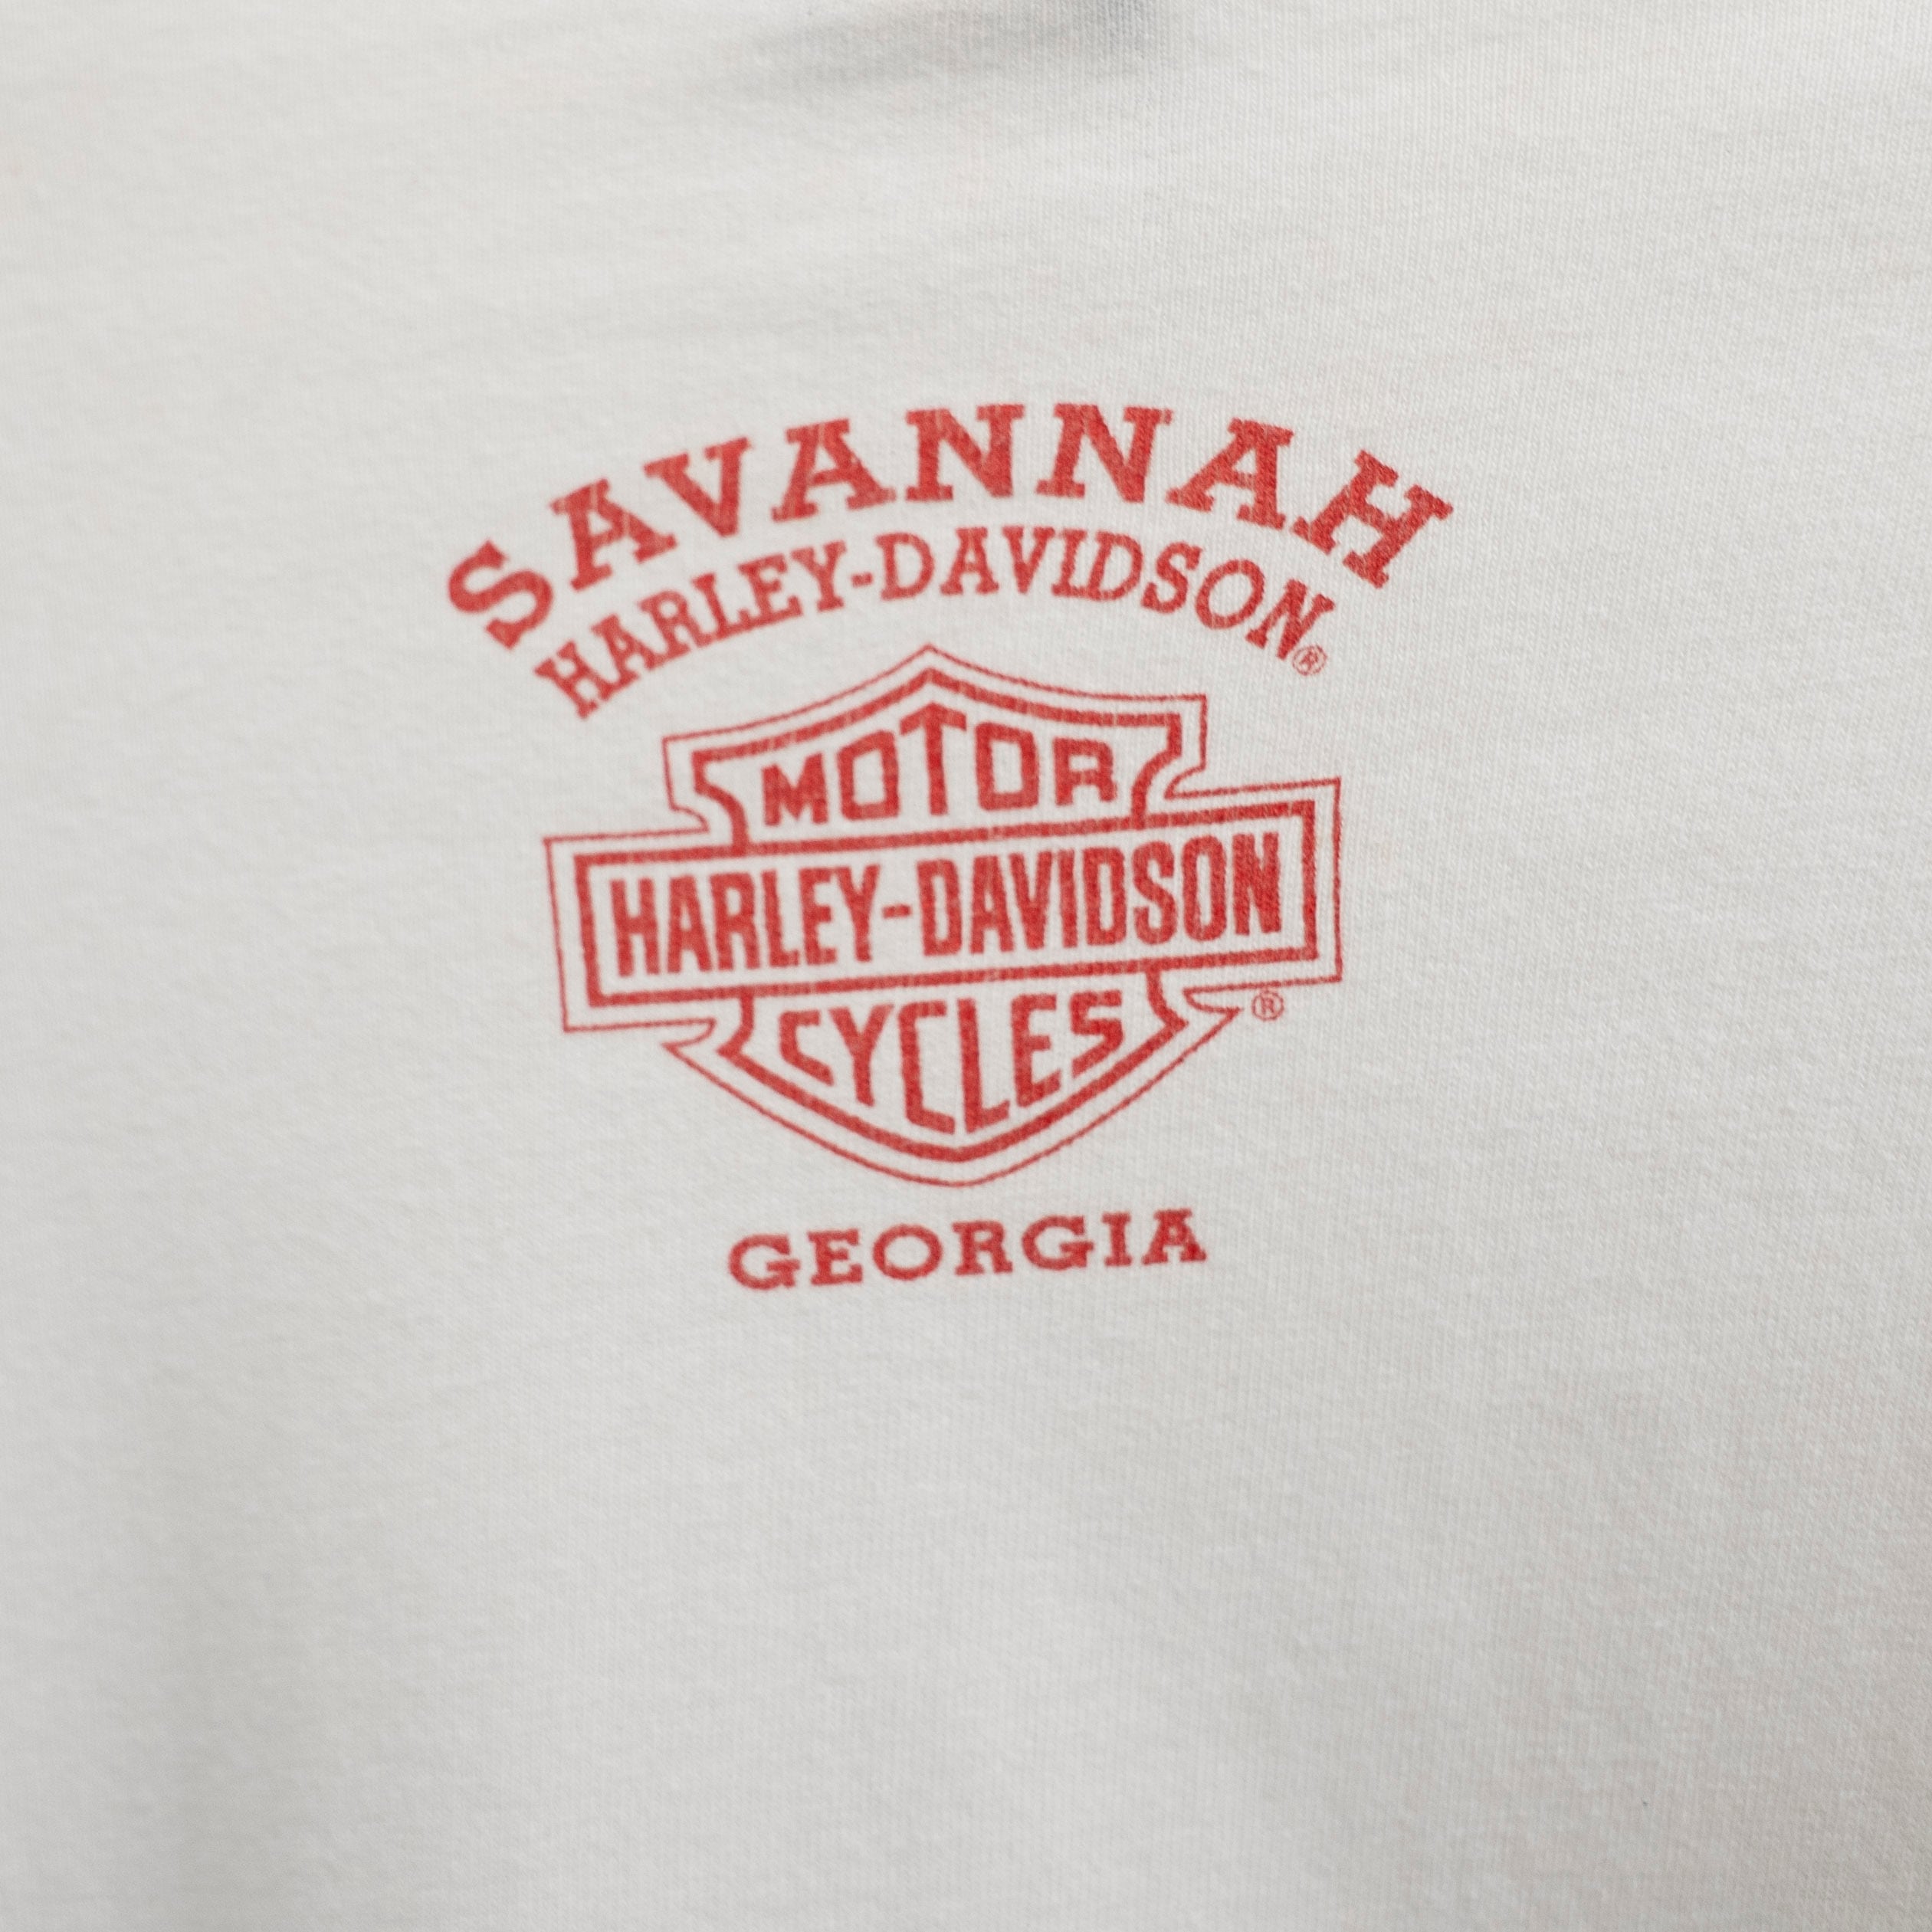 SAVANNAH
HARLEY-DAVIDSON®
MOTOR
HARLEY-DAVIDSON
CYCLES ®
GEORGIA